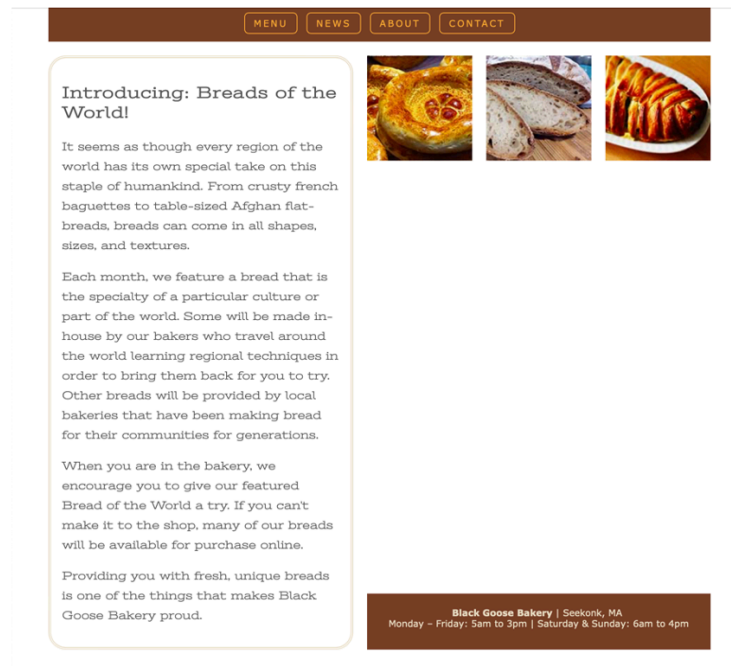 MENU NEWS ABOUT CONTACT
Introducing: Breads of the
World!
It seems as though every region of the
world has its own special take on this
staple of humankind. From crusty french
baguettes to table-sized Afghan flat-
breads, breads can come in all shapes,
sizes, and textures.
Each month, we feature a bread that is
the specialty of a particular culture or
part of the world. Some will be made in-
house by our bakers who travel around
the world learning regional techniques in
order to bring them back for you to try.
Other breads will be provided by local
bakeries that have been making bread
for their communities for generations.
When you are in the bakery, we
encourage you to give our featured
Bread of the World a try. If you can't
make it to the shop, many of our breads
will be available for purchase online.
Providing you with fresh, unique breads
is one of the things that makes Black
Goose Bakery proud.
Black Goose Bakery | Seekonk, MA
Monday – Friday: 5am to 3pm | Saturday & Sunday: 6am to 4pm